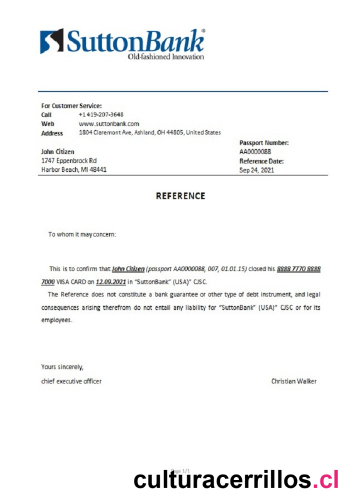 SuttonBank
Old-fashioned Innovation
For Customer Service:
Call +1 419-207-3648
Web www.suttonbank.com
Address 1804 Claremont Ave, Ashland, OH 44805, United States
Passport Number:
John Citizen AA0000088
1747 Eppenbrock Rd Reference Date:
Harbor Beach, MI 48441 Sep 24, 2021
REFERENCE
To whom it may concern:
This is to confirm that John Citizen (passport AA0000088, 007, 01.01.15) closed his 8888 7770 8888
7000 VISA CARD on 12.09.2021 in "SuttonBank" (USA)" CJSC.
The Reference does not constitute a bank guarantee or other type of debt instrument, and legal
consequences arising therefrom do not entail any liability for "SuttonBank" (USA)" CJSC or for its
employees.
Yours sincerely,
chief executive officer Christian Walker
Page 1/1
culturacerrillos.cl